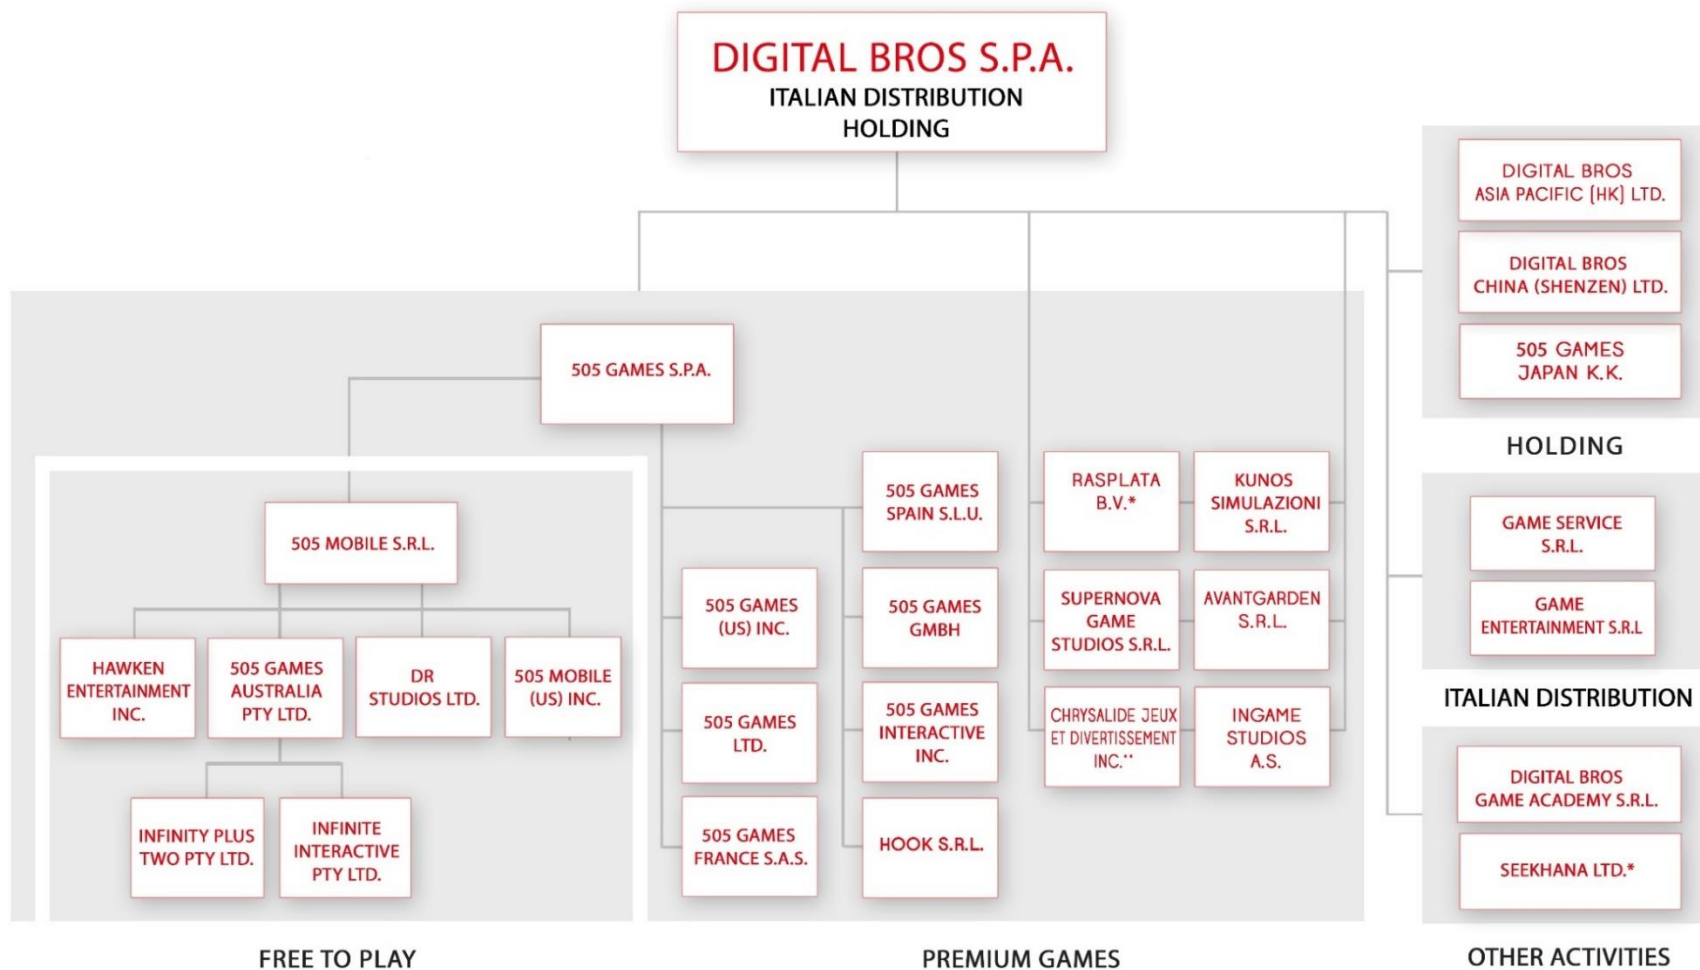 DIGITAL BROS S.P.A.
ITALIAN DISTRIBUTION
HOLDING
DIGITAL BROS
ASIA PACIFIC (HK) LTD.
DIGITAL BROS
CHINA (SHENZEN) LTD.
505 GAMES
JAPAN K.K.
HOLDING
GAME SERVICE
S.R.L.
GAME
ENTERTAINMENT S.R.L
ITALIAN DISTRIBUTION
DIGITAL BROS
GAME ACADEMY S.R.L.
SEEKHANA LTD.*
OTHER ACTIVITIES
505 GAMES S.P.A.
505 MOBILE S.R.L.
HAWKEN
ENTERTAINMENT
INC.
505 GAMES
AUSTRALIA
PTY LTD.
DR
STUDIOS LTD.
505 MOBILE
(US) INC.
INFINITY PLUS
TWO PTY LTD.
INFINITE
INTERACTIVE
PTY LTD.
FREE TO PLAY
505 GAMES
(US) INC.
505 GAMES
LTD.
505 GAMES
FRANCE S.A.S.
505 GAMES
SPAIN S.L.U.
505 GAMES
GMBH
505 GAMES
INTERACTIVE
INC.
HOOK S.R.L.
RASPLATA
B.V.*
KUNOS
SIMULAZIONI
S.R.L.
SUPERNOVA
GAME
STUDIOS S.R.L.
AVANTGARDEN
S.R.L.
CHRYSALIDE JEUX
ET DIVERTISSEMENT
INC.**
INGAME
STUDIOS
A.S.
PREMIUM GAMES